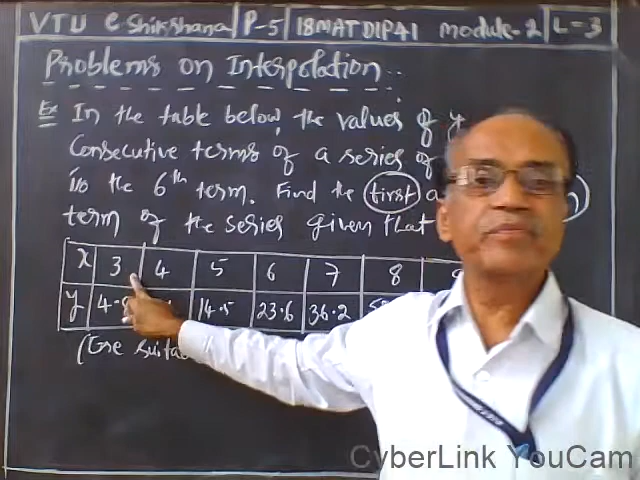 VTU e-Shikshana P-5 18MATDIP41 module-2 L-3
Problems on Interpolation
Ex In the table below, the values of y
Consecutive terms of a series of
is the 6th term. Find the first
term of the series given that
x 3 4 5 6 7 8
y 14.5 23.6 36.2
(Use
CyberLink YouCam